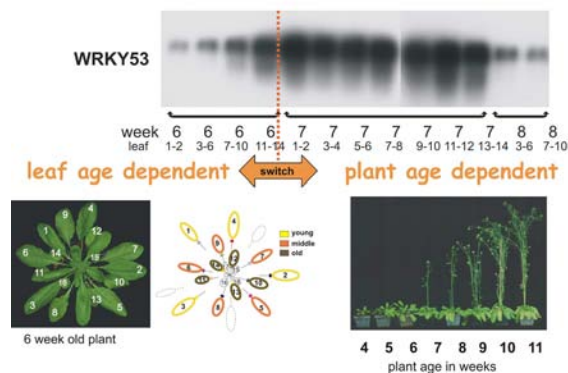 WRKY53
week 6 6 6 6 7 7 7 7 7 7 7 8 8
leaf 1-2 3-6 7-10 11-14 1-2 3-4 5-6 7-8 9-10 11-12 13-14 3-6 7-10
leaf age dependent switch plant age dependent
young
middle
old
6 week old plant
4 5 6 7 8 9 10 11
plant age in weeks